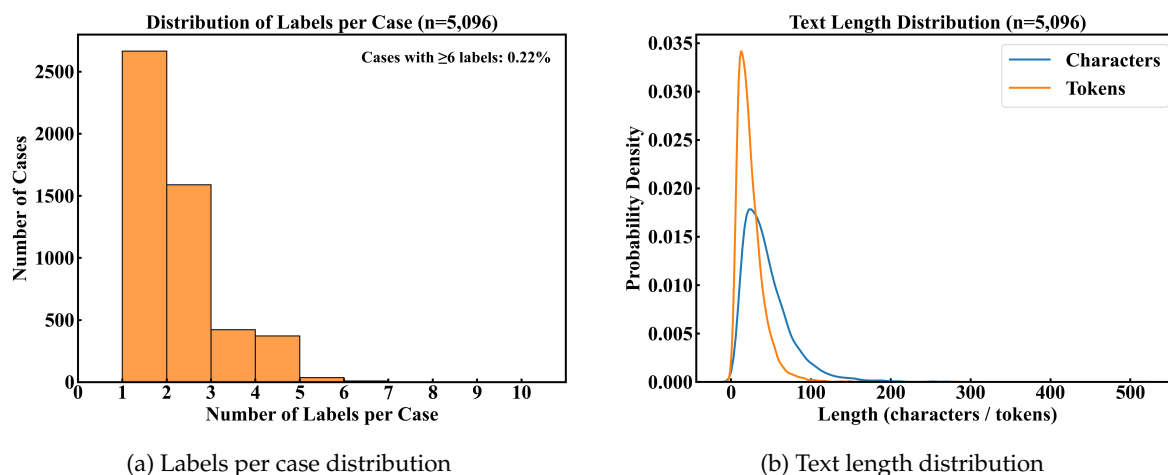 Distribution of Labels per Case (n=5,096)
Cases with ≥6 labels: 0.22%
Number of Cases
2500
2000
1500
1000
500
0
0 1 2 3 4 5 6 7 8 9 10
Number of Labels per Case
(a) Labels per case distribution
Text Length Distribution (n=5,096)
Characters
Tokens
Probability Density
0.035
0.030
0.025
0.020
0.015
0.010
0.005
0.000
0 100 200 300 400 500
Length (characters / tokens)
(b) Text length distribution